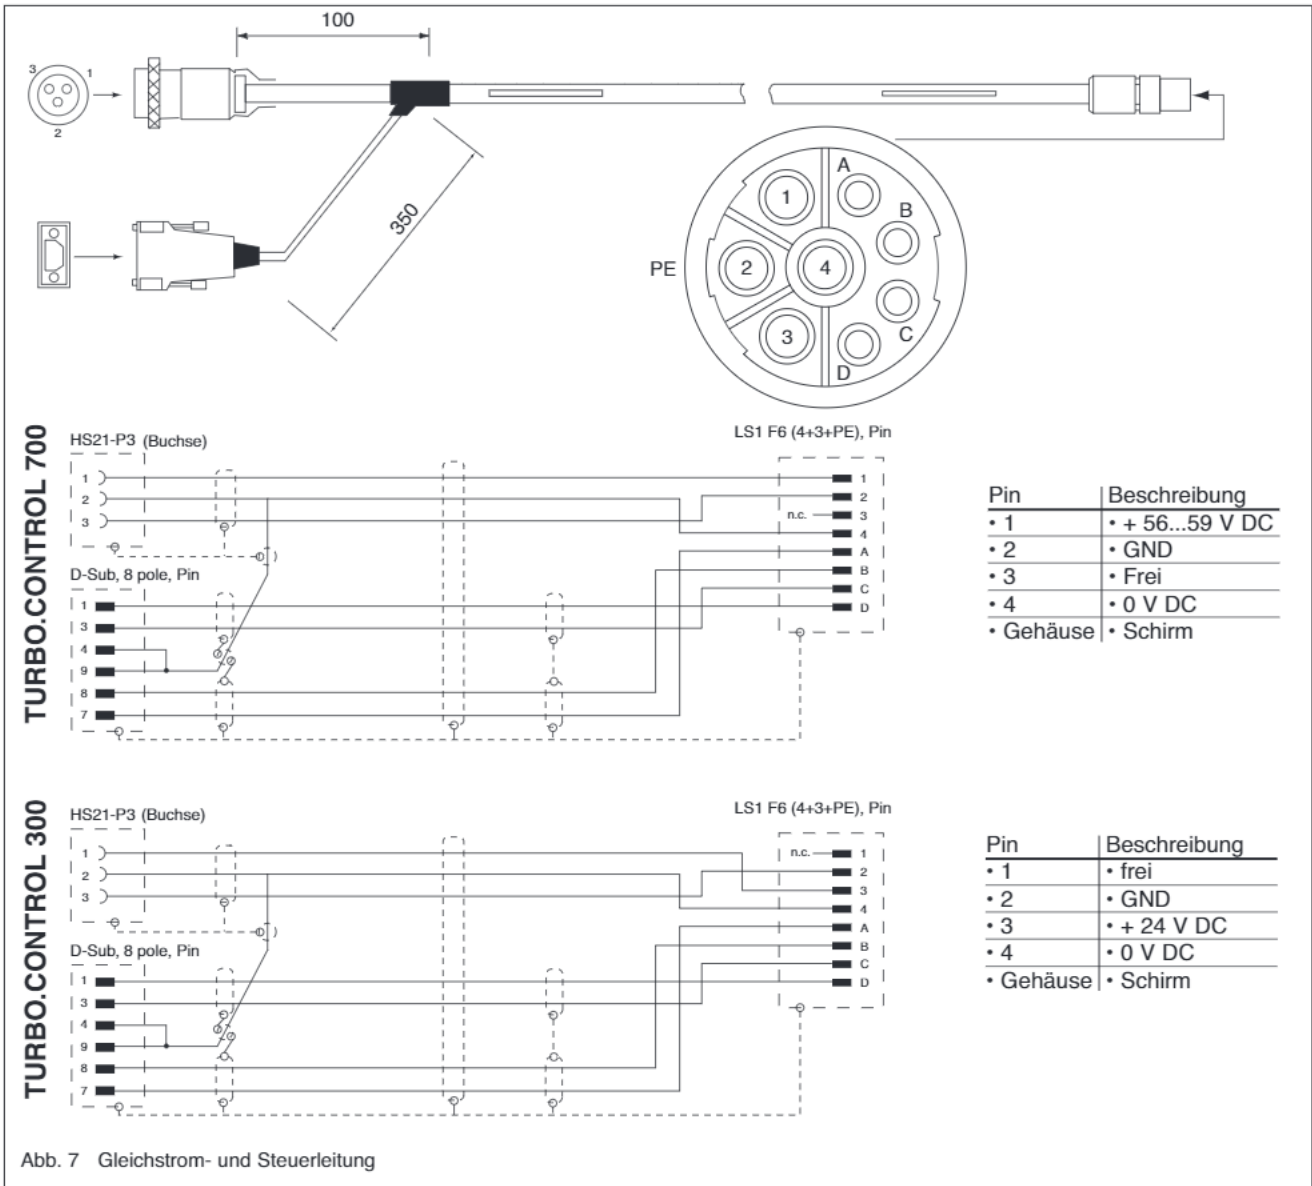 100
3
1
2
350
A
B
C
D
1
2
3
4
PE
TURBO.CONTROL 700
HS21-P3 (Buchse)
1
2
3
D-Sub, 8 pole, Pin
1
3
4
9
8
7
LS1 F6 (4+3+PE), Pin
1
2
n.c. 3
4
A
B
C
D
Pin Beschreibung
• 1 • + 56...59 V DC
• 2 • GND
• 3 • Frei
• 4 • 0 V DC
• Gehäuse • Schirm
TURBO.CONTROL 300
HS21-P3 (Buchse)
1
2
3
D-Sub, 8 pole, Pin
1
3
4
9
8
7
LS1 F6 (4+3+PE), Pin
n.c. 1
2
3
4
A
B
C
D
Pin Beschreibung
• 1 • frei
• 2 • GND
• 3 • + 24 V DC
• 4 • 0 V DC
• Gehäuse • Schirm
Abb. 7 Gleichstrom- und Steuerleitung